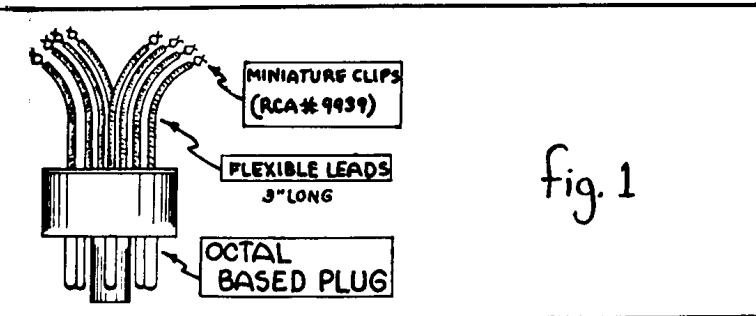 MINIATURE CLIPS
(RCA# 9939)
FLEXIBLE LEADS
3" LONG
OCTAL
BASED PLUG
fig. 1